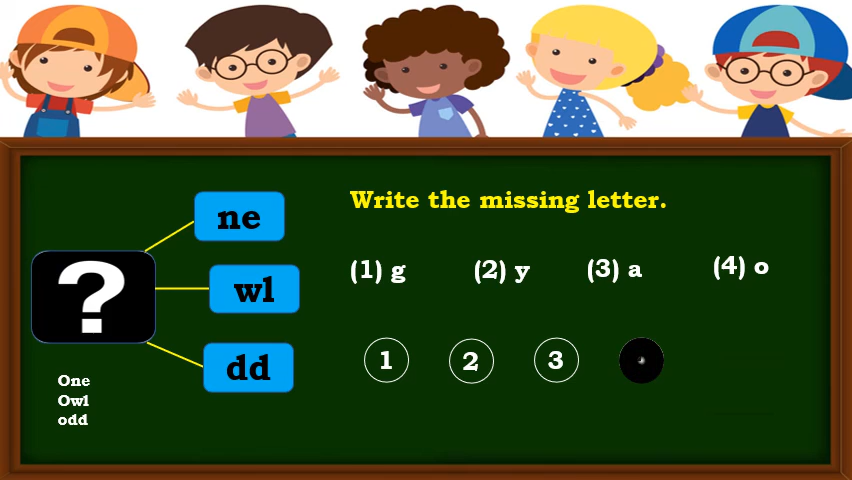 Write the missing letter.
ne
?
wl
dd
(1) g (2) y (3) a (4) o
1 2 3
One
Owl
odd